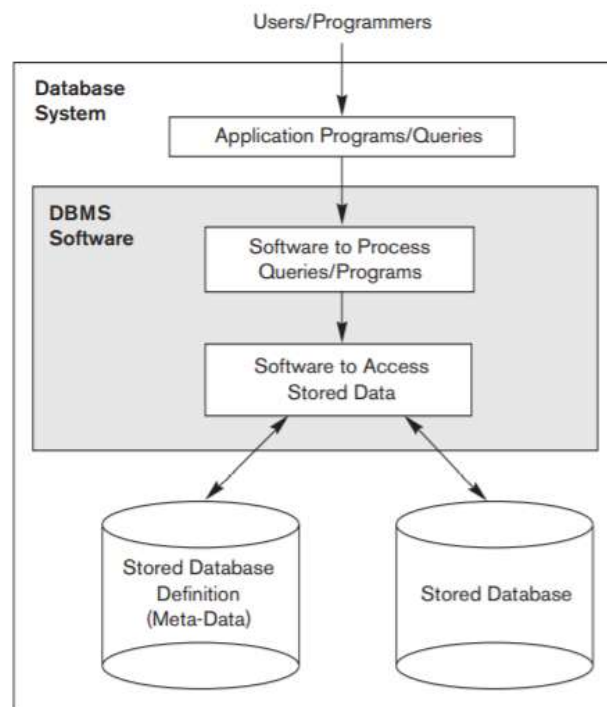 Users/Programmers
Database
System
Application Programs/Queries
DBMS
Software
Software to Process
Queries/Programs
Software to Access
Stored Data
Stored Database
Definition
(Meta-Data)
Stored Database